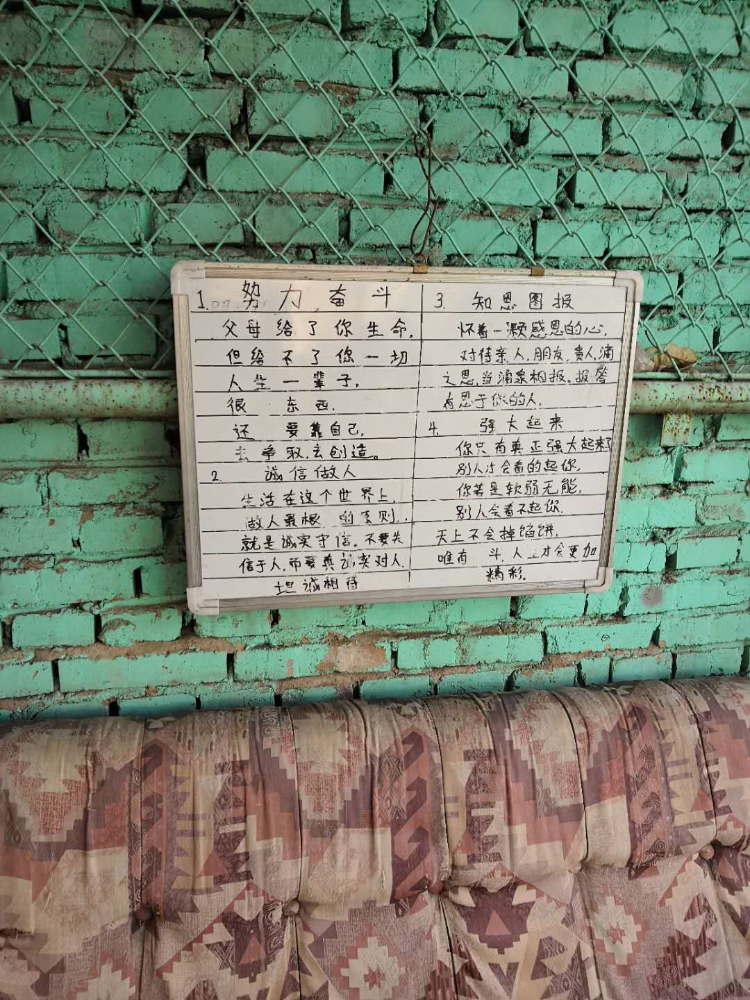 1. 努力奋斗
父母给了你生命,
但给不了你一切
人生一辈子,
很 东西,
还 要靠自己,
去争取,去创造。
2. 诚信做人
生活在这个世界上,
做人最根 的原则,
就是诚实守信。不要失
信于人,而要真 实对人,
坦诚相待
3. 知恩图报
怀着一颗感恩的心,
对待亲人,朋友,贵人,滴
之恩,当涌泉相报。报答
有恩于你的人,
4. 强大起来
你只有真正强大起来了
别人才会看的起你,
你若是软弱无能,
别人会看不起你,
天上不会掉馅饼,
唯有 斗,人 才会更加
精彩。